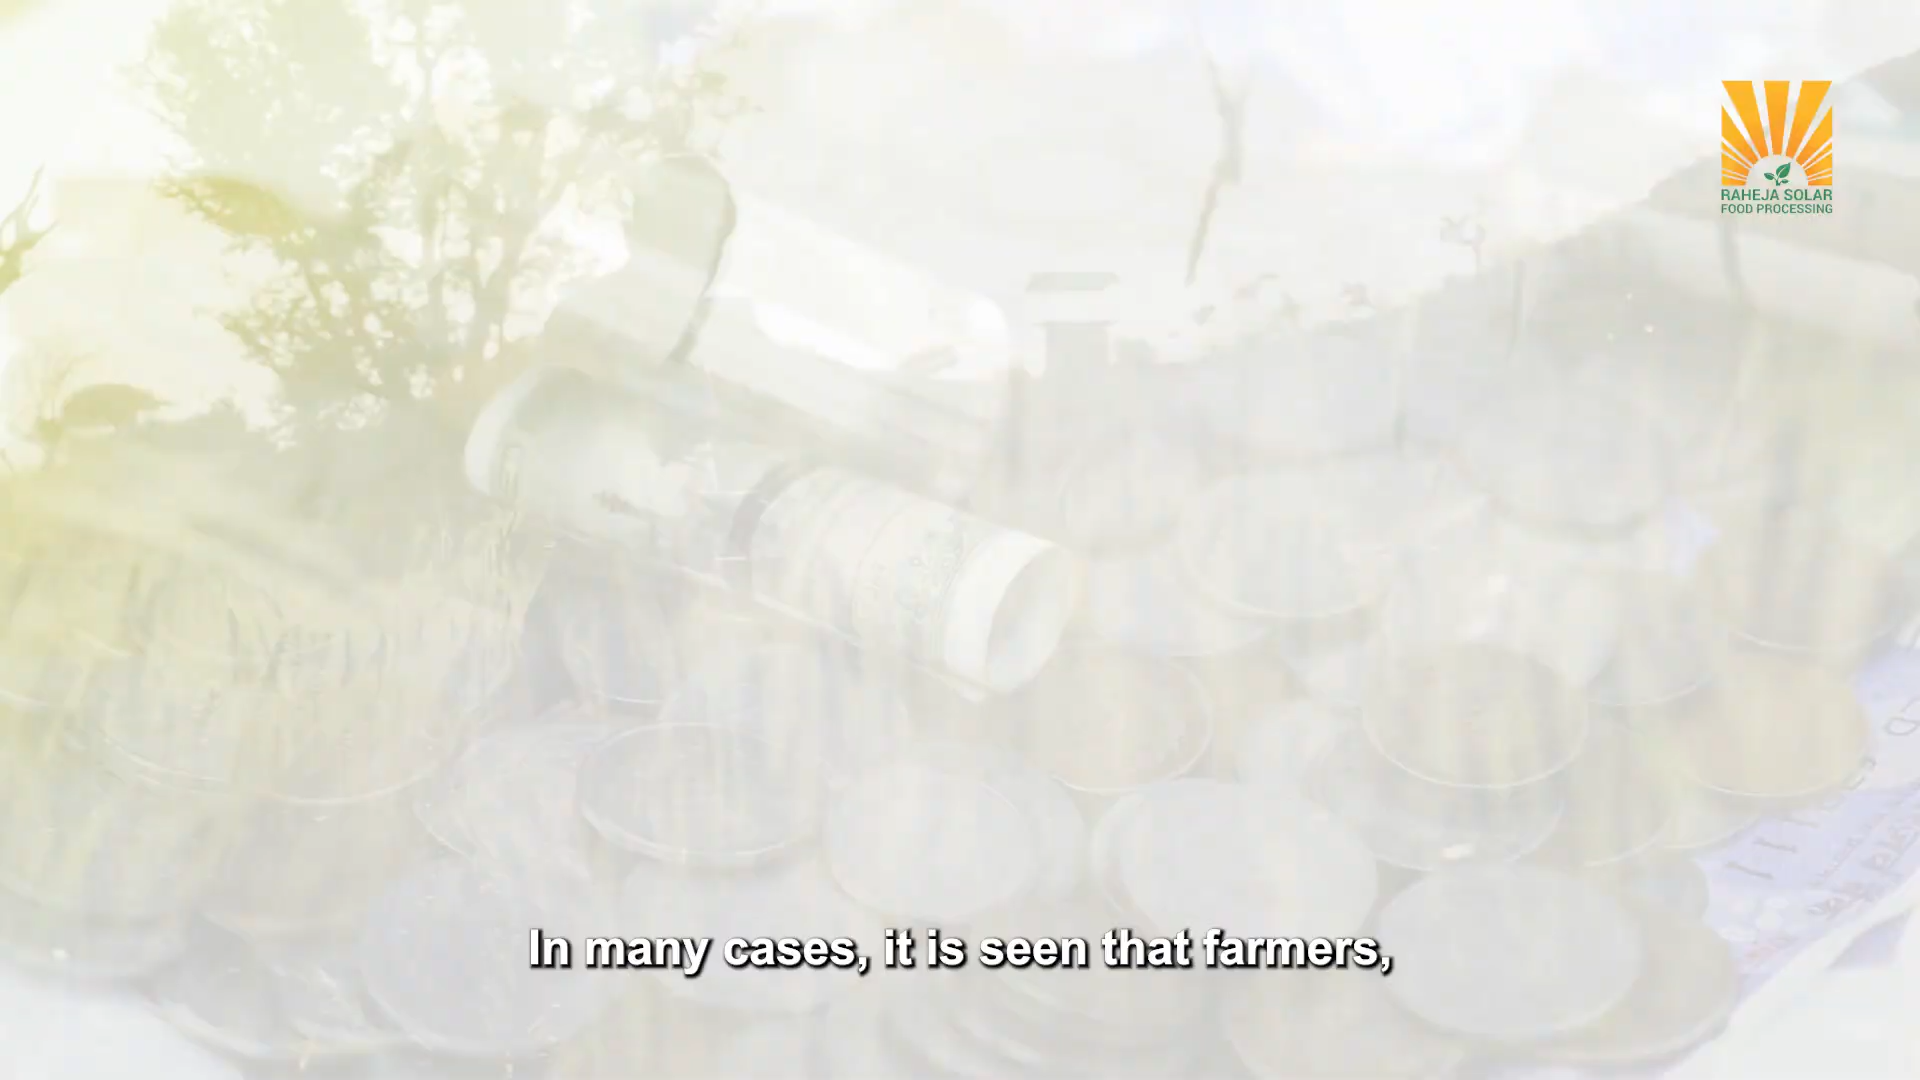 RAHEJA SOLAR
FOOD PROCESSING
In many cases, it is seen that farmers,